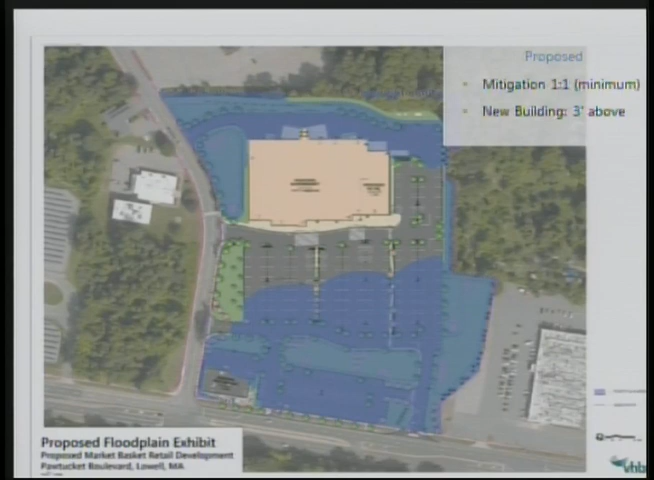 Proposed
Mitigation 1:1 (minimum)
New Building: 3' above
Proposed Floodplain Exhibit
Proposed Market Basket Retail Development
Pawtucket Boulevard, Lowell, MA
vhb